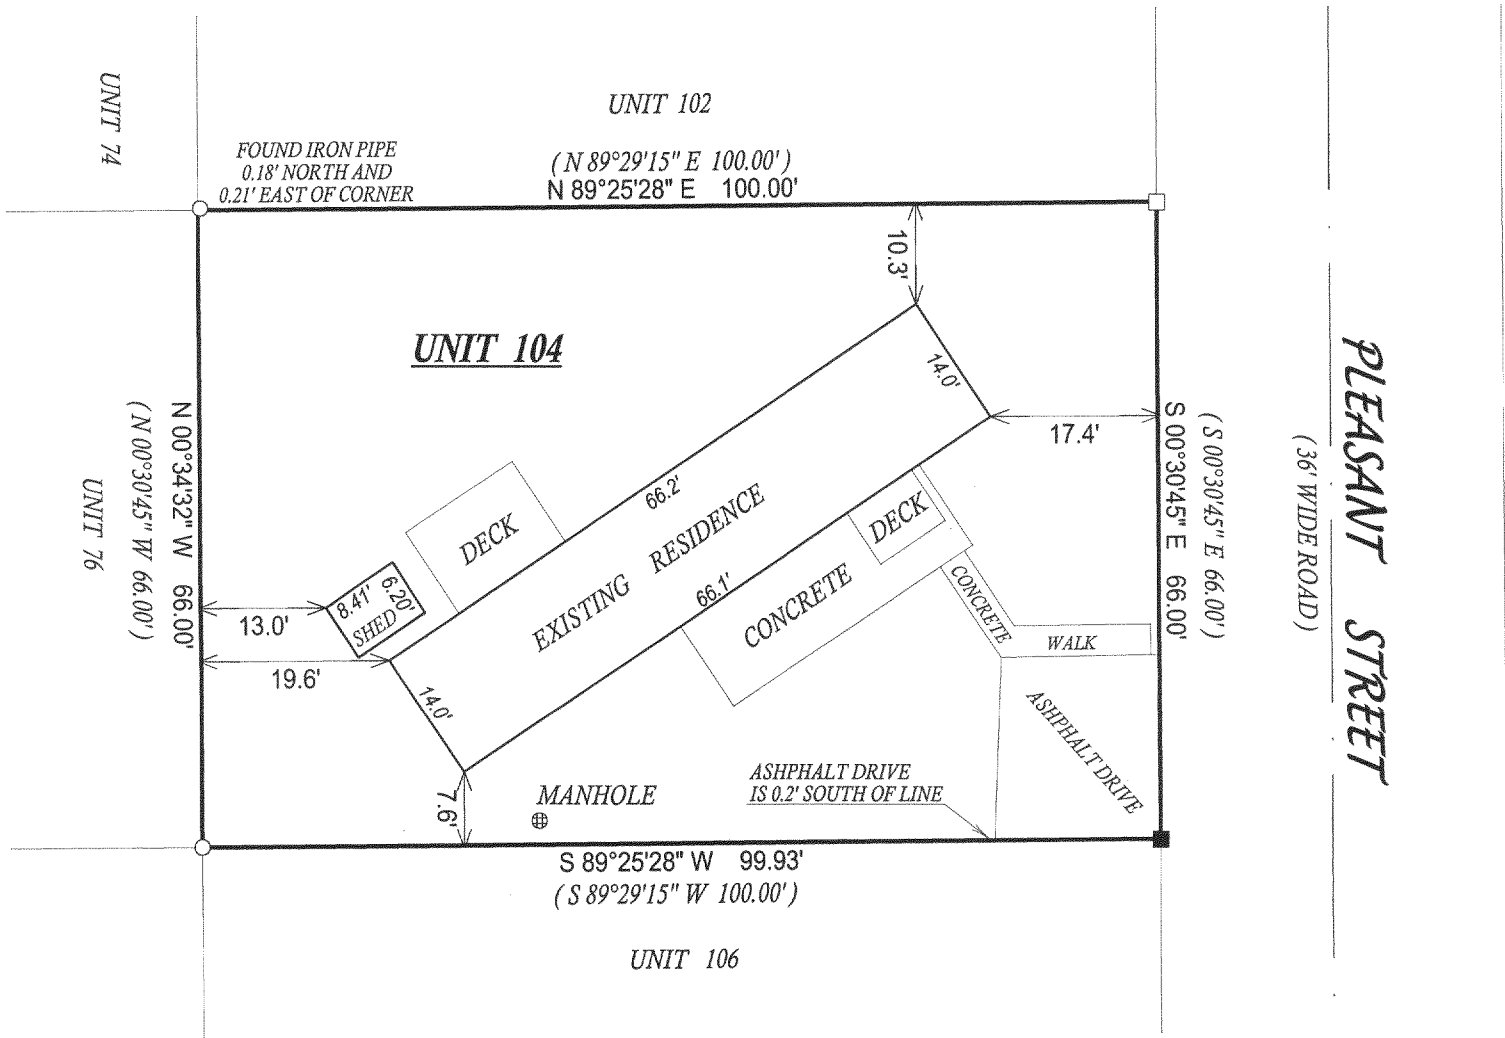 UNIT 102
UNIT 74
FOUND IRON PIPE
0.18' NORTH AND
0.21' EAST OF CORNER
( N 89°29'15" E 100.00' )
N 89°25'28" E 100.00'
10.3'
UNIT 104
14.0'
17.4'
S 00°30'45" E 66.00'
( S 00°30'45" E 66.00' )
( 36' WIDE ROAD )
PLEASANT STREET
N 00°34'32" W 66.00'
( N 00°30'45" W 66.00' )
UNIT 76
66.2'
DECK
EXISTING RESIDENCE
DECK
66.1'
CONCRETE
CONCRETE
WALK
8.41'
6.20'
SHED
13.0'
19.6'
14.0'
7.6'
MANHOLE
ASHPHALT DRIVE
IS 0.2' SOUTH OF LINE
ASHPHALT DRIVE
S 89°25'28" W 99.93'
( S 89°29'15" W 100.00' )
UNIT 106